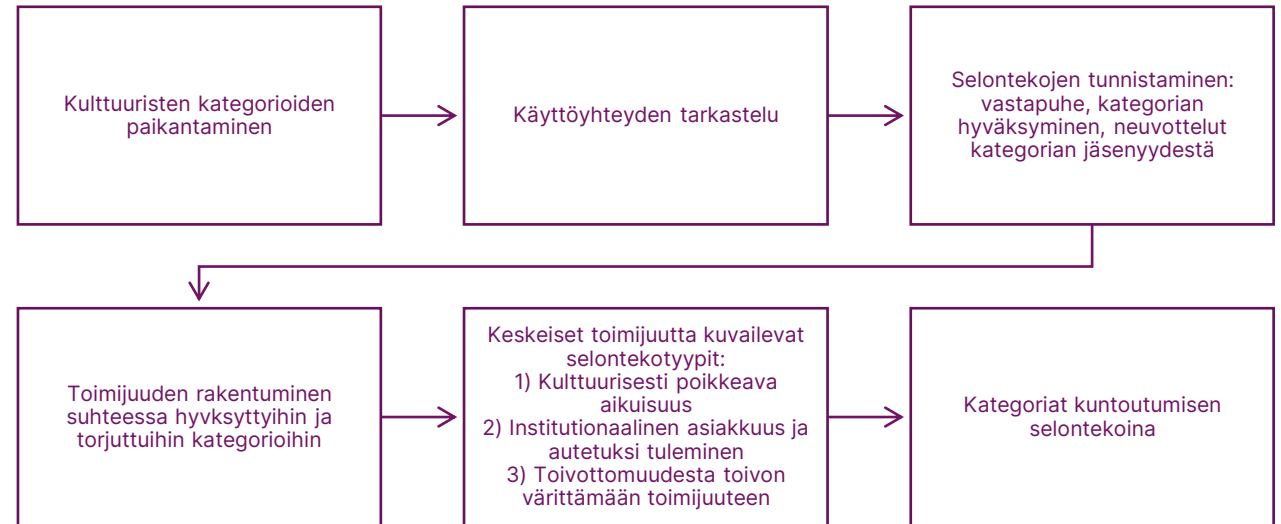 Kulttuuristen kategorioiden
paikantaminen
Käyttöyhteyden tarkastelu
Selontekojen tunnistaminen:
vastapuhe, kategorian
hyväksyminen, neuvottelut
kategorian jäsenyydestä
Toimijuuden rakentuminen
suhteessa hyvksyttyihin ja
torjuttuihin kategorioihin
Keskeiset toimijuutta kuvailevat
selontekotyypit:
1) Kulttuurisesti poikkeava
aikuisuus
2) Institutionaalinen asiakkuus ja
autetuksi tuleminen
3) Toivottomuudesta toivon
värittämään toimijuuteen
Kategoriat kuntoutumisen
selontekoina